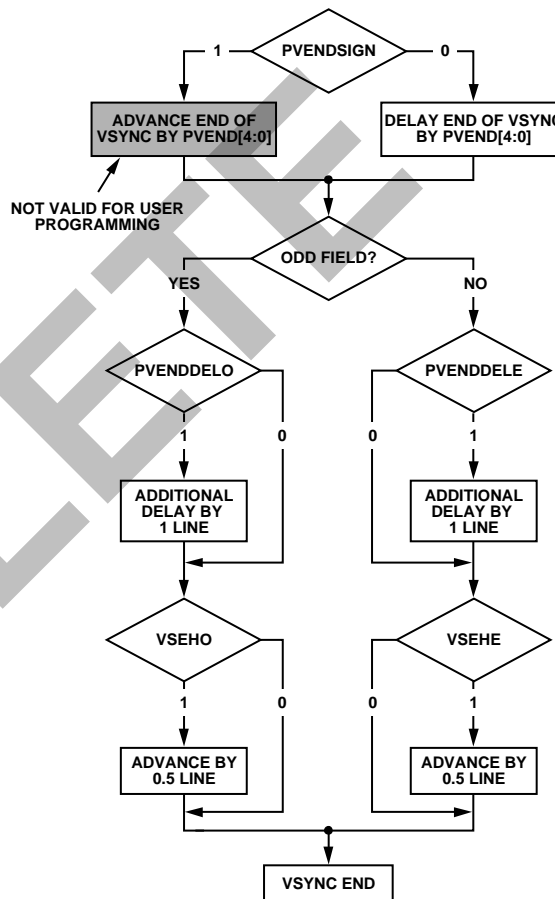 PVENDSIGN
1
0
ADVANCE END OF
VSYNC BY PVEND[4:0]
DELAY END OF VSYNC
BY PVEND[4:0]
NOT VALID FOR USER
PROGRAMMING
ODD FIELD?
YES
NO
PVENDDELO
PVENDDELE
1
0
0
1
ADDITIONAL
DELAY BY
1 LINE
ADDITIONAL
DELAY BY
1 LINE
VSEHO
VSEHE
1
0
0
1
ADVANCE BY
0.5 LINE
ADVANCE BY
0.5 LINE
VSYNC END
LETE